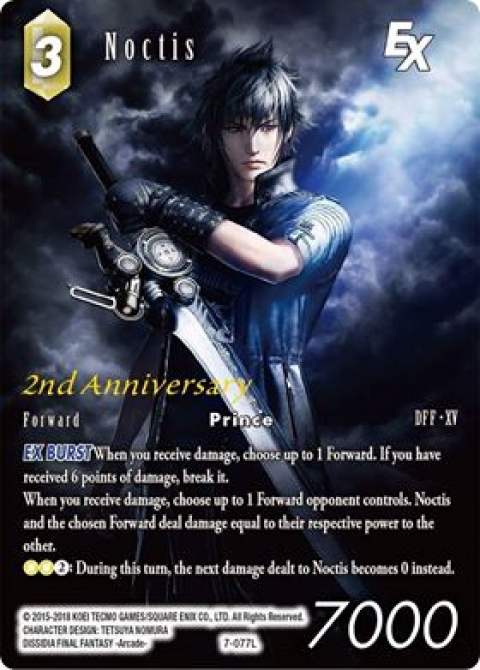 3 Noctis EX
2nd Anniversary
Forward Prince DFF・XV
EX BURST When you receive damage, choose up to 1 Forward. If you have
received 6 points of damage, break it.
When you receive damage, choose up to 1 Forward opponent controls. Noctis
and the chosen Forward deal damage equal to their respective power to the
other.
2: During this turn, the next damage dealt to Noctis becomes 0 instead.
© 2015-2018 KOEI TECMO GAMES/SQUARE ENIX CO., LTD. All Rights Reserved.
CHARACTER DESIGN: TETSUYA NOMURA
DISSIDIA FINAL FANTASY -Arcade- 7-077L
7000